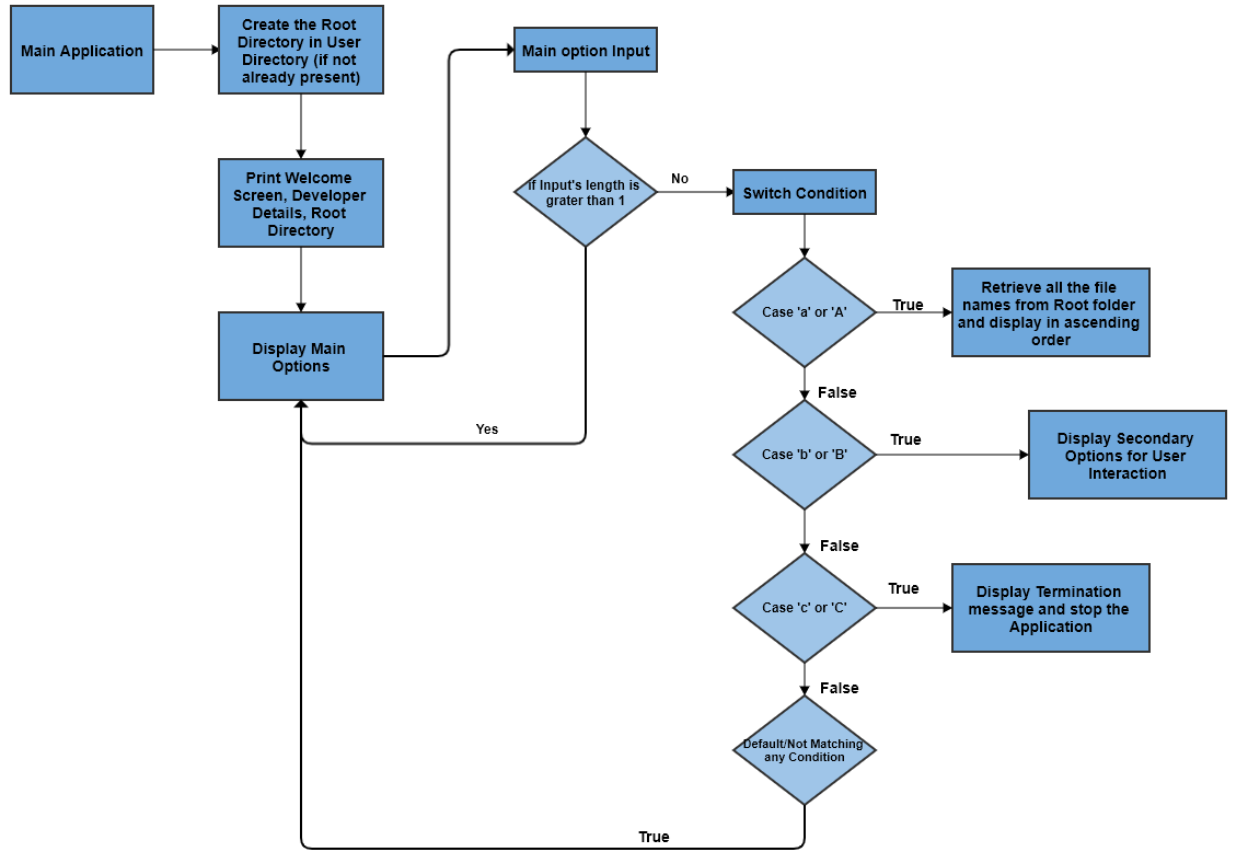 Main Application
Create the Root
Directory in User
Directory (if not
already present)
Print Welcome
Screen, Developer
Details, Root
Directory
Display Main
Options
Main option Input
if Input's length is
grater than 1
No
Yes
Switch Condition
Case 'a' or 'A'
True
Retrieve all the file
names from Root folder
and display in ascending
order
False
Case 'b' or 'B'
True
Display Secondary
Options for User
Interaction
False
Case 'c' or 'C'
True
Display Termination
message and stop the
Application
False
Default/Not Matching
any Condition
True